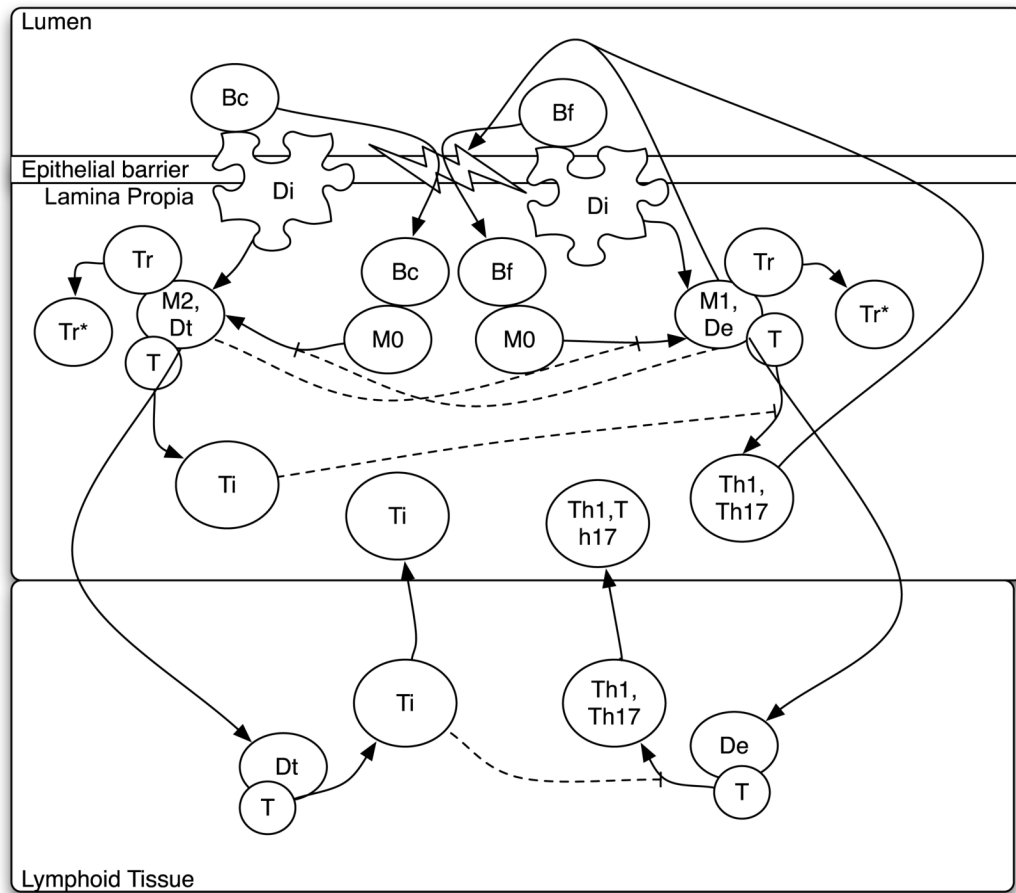 Lumen
Bc
Bf
Epithelial barrier
Di
Di
Lamina Propia
Tr
Tr
Bc
Bf
M2,
Dt
M1,
De
Tr*
Tr*
M0
M0
T
T
Ti
Th1,
Th17
Ti
Th1,T
h17
Ti
Th1,
Th17
Dt
De
T
T
Lymphoid Tissue